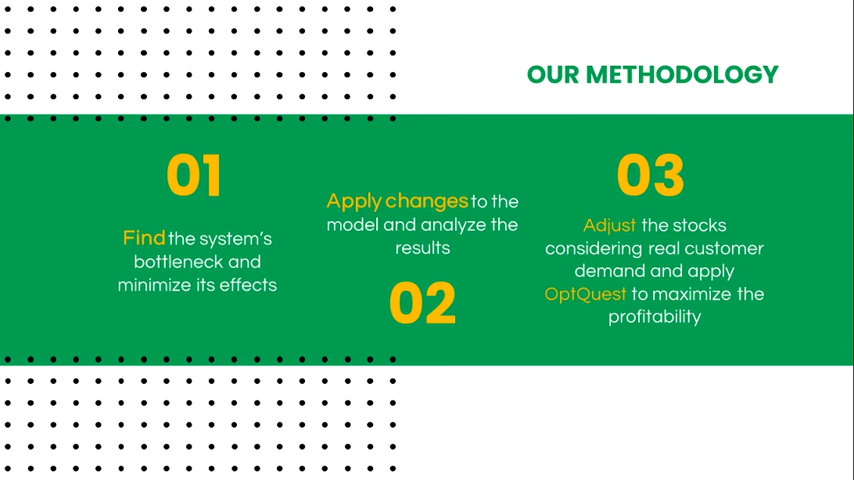 OUR METHODOLOGY
01
Find the system's
bottleneck and
minimize its effects
Apply changes to the
model and analyze the
results
02
03
Adjust the stocks
considering real customer
demand and apply
OptQuest to maximize the
profitability